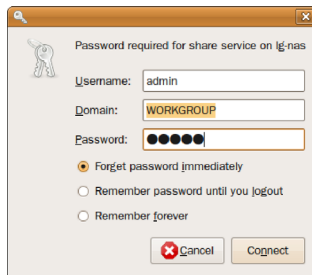 Password required for share service on lg-nas
Username: admin
Domain: WORKGROUP
Password: ●●●●●
Forget password immediately
Remember password until you logout
Remember forever
Cancel Connect